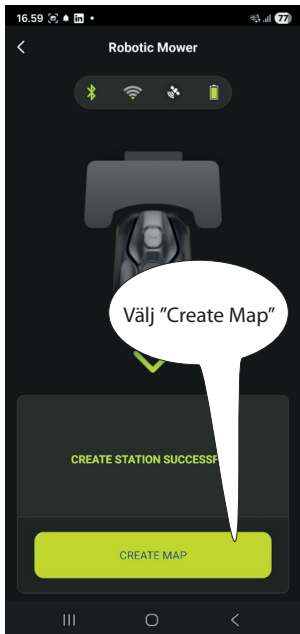 16.59
77
Robotic Mower
Välj ”Create Map”
CREATE STATION SUCCESSF
CREATE MAP